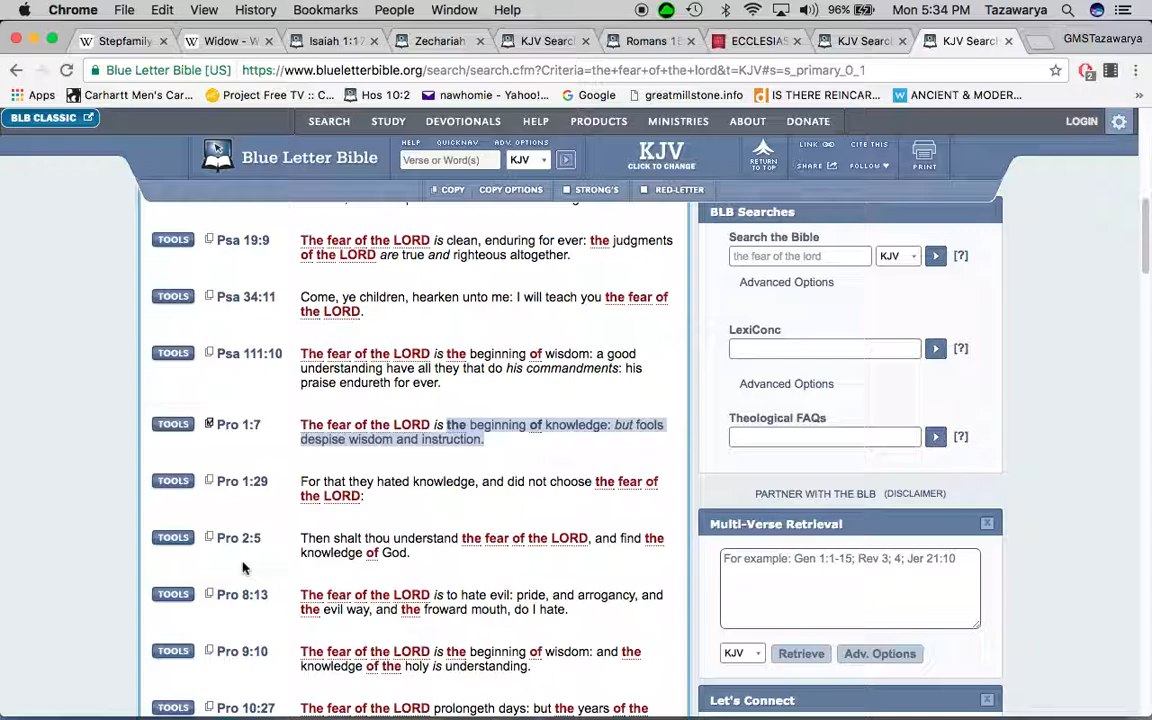 Chrome File Edit View History Bookmarks People Window Help 96% Mon 5:34 PM Tazawarya
Stepfamily × Widow - W × Isaiah 1:17 × Zechariah × KJV Searc × Romans 15 × ECCLESIAS × KJV Searc × KJV Searc × GMSTazawarya
Blue Letter Bible [US] https://www.blueletterbible.org/search/search.cfm?Criteria=the+fear+of+the+lord&t=KJV#s=s_primary_0_1
Apps Carhartt Men's Car... Project Free TV :: C... Hos 10:2 nawhomie - Yahoo!... Google greatmillstone.info IS THERE REINCAR... ANCIENT & MODER... »
BLB CLASSIC SEARCH STUDY DEVOTIONALS HELP PRODUCTS MINISTRIES ABOUT DONATE LOGIN
HELP QUICKNAV ADV. OPTIONS
Blue Letter Bible Verse or Word(s) KJV
KJV
CLICK TO CHANGE
RETURN
TO TOP
LINK CITE THIS
SHARE FOLLOW
PRINT
COPY COPY OPTIONS STRONG'S RED-LETTER
TOOLS Psa 19:9 The fear of the LORD is clean, enduring for ever: the judgments
of the LORD are true and righteous altogether.
TOOLS Psa 34:11 Come, ye children, hearken unto me: I will teach you the fear of
the LORD.
TOOLS Psa 111:10 The fear of the LORD is the beginning of wisdom: a good
understanding have all they that do his commandments: his
praise endureth for ever.
TOOLS Pro 1:7 The fear of the LORD is the beginning of knowledge: but fools
despise wisdom and instruction.
TOOLS Pro 1:29 For that they hated knowledge, and did not choose the fear of
the LORD:
TOOLS Pro 2:5 Then shalt thou understand the fear of the LORD, and find the
knowledge of God.
TOOLS Pro 8:13 The fear of the LORD is to hate evil: pride, and arrogancy, and
the evil way, and the froward mouth, do I hate.
TOOLS Pro 9:10 The fear of the LORD is the beginning of wisdom: and the
knowledge of the holy is understanding.
TOOLS Pro 10:27 The fear of the LORD prolongeth days: but the years of the
BLB Searches
Search the Bible
the fear of the lord KJV [?]
Advanced Options
LexiConc
[?]
Advanced Options
Theological FAQs
[?]
PARTNER WITH THE BLB (DISCLAIMER)
Multi-Verse Retrieval x
For example: Gen 1:1-15; Rev 3; 4; Jer 21:10
KJV Retrieve Adv. Options
Let's Connect x